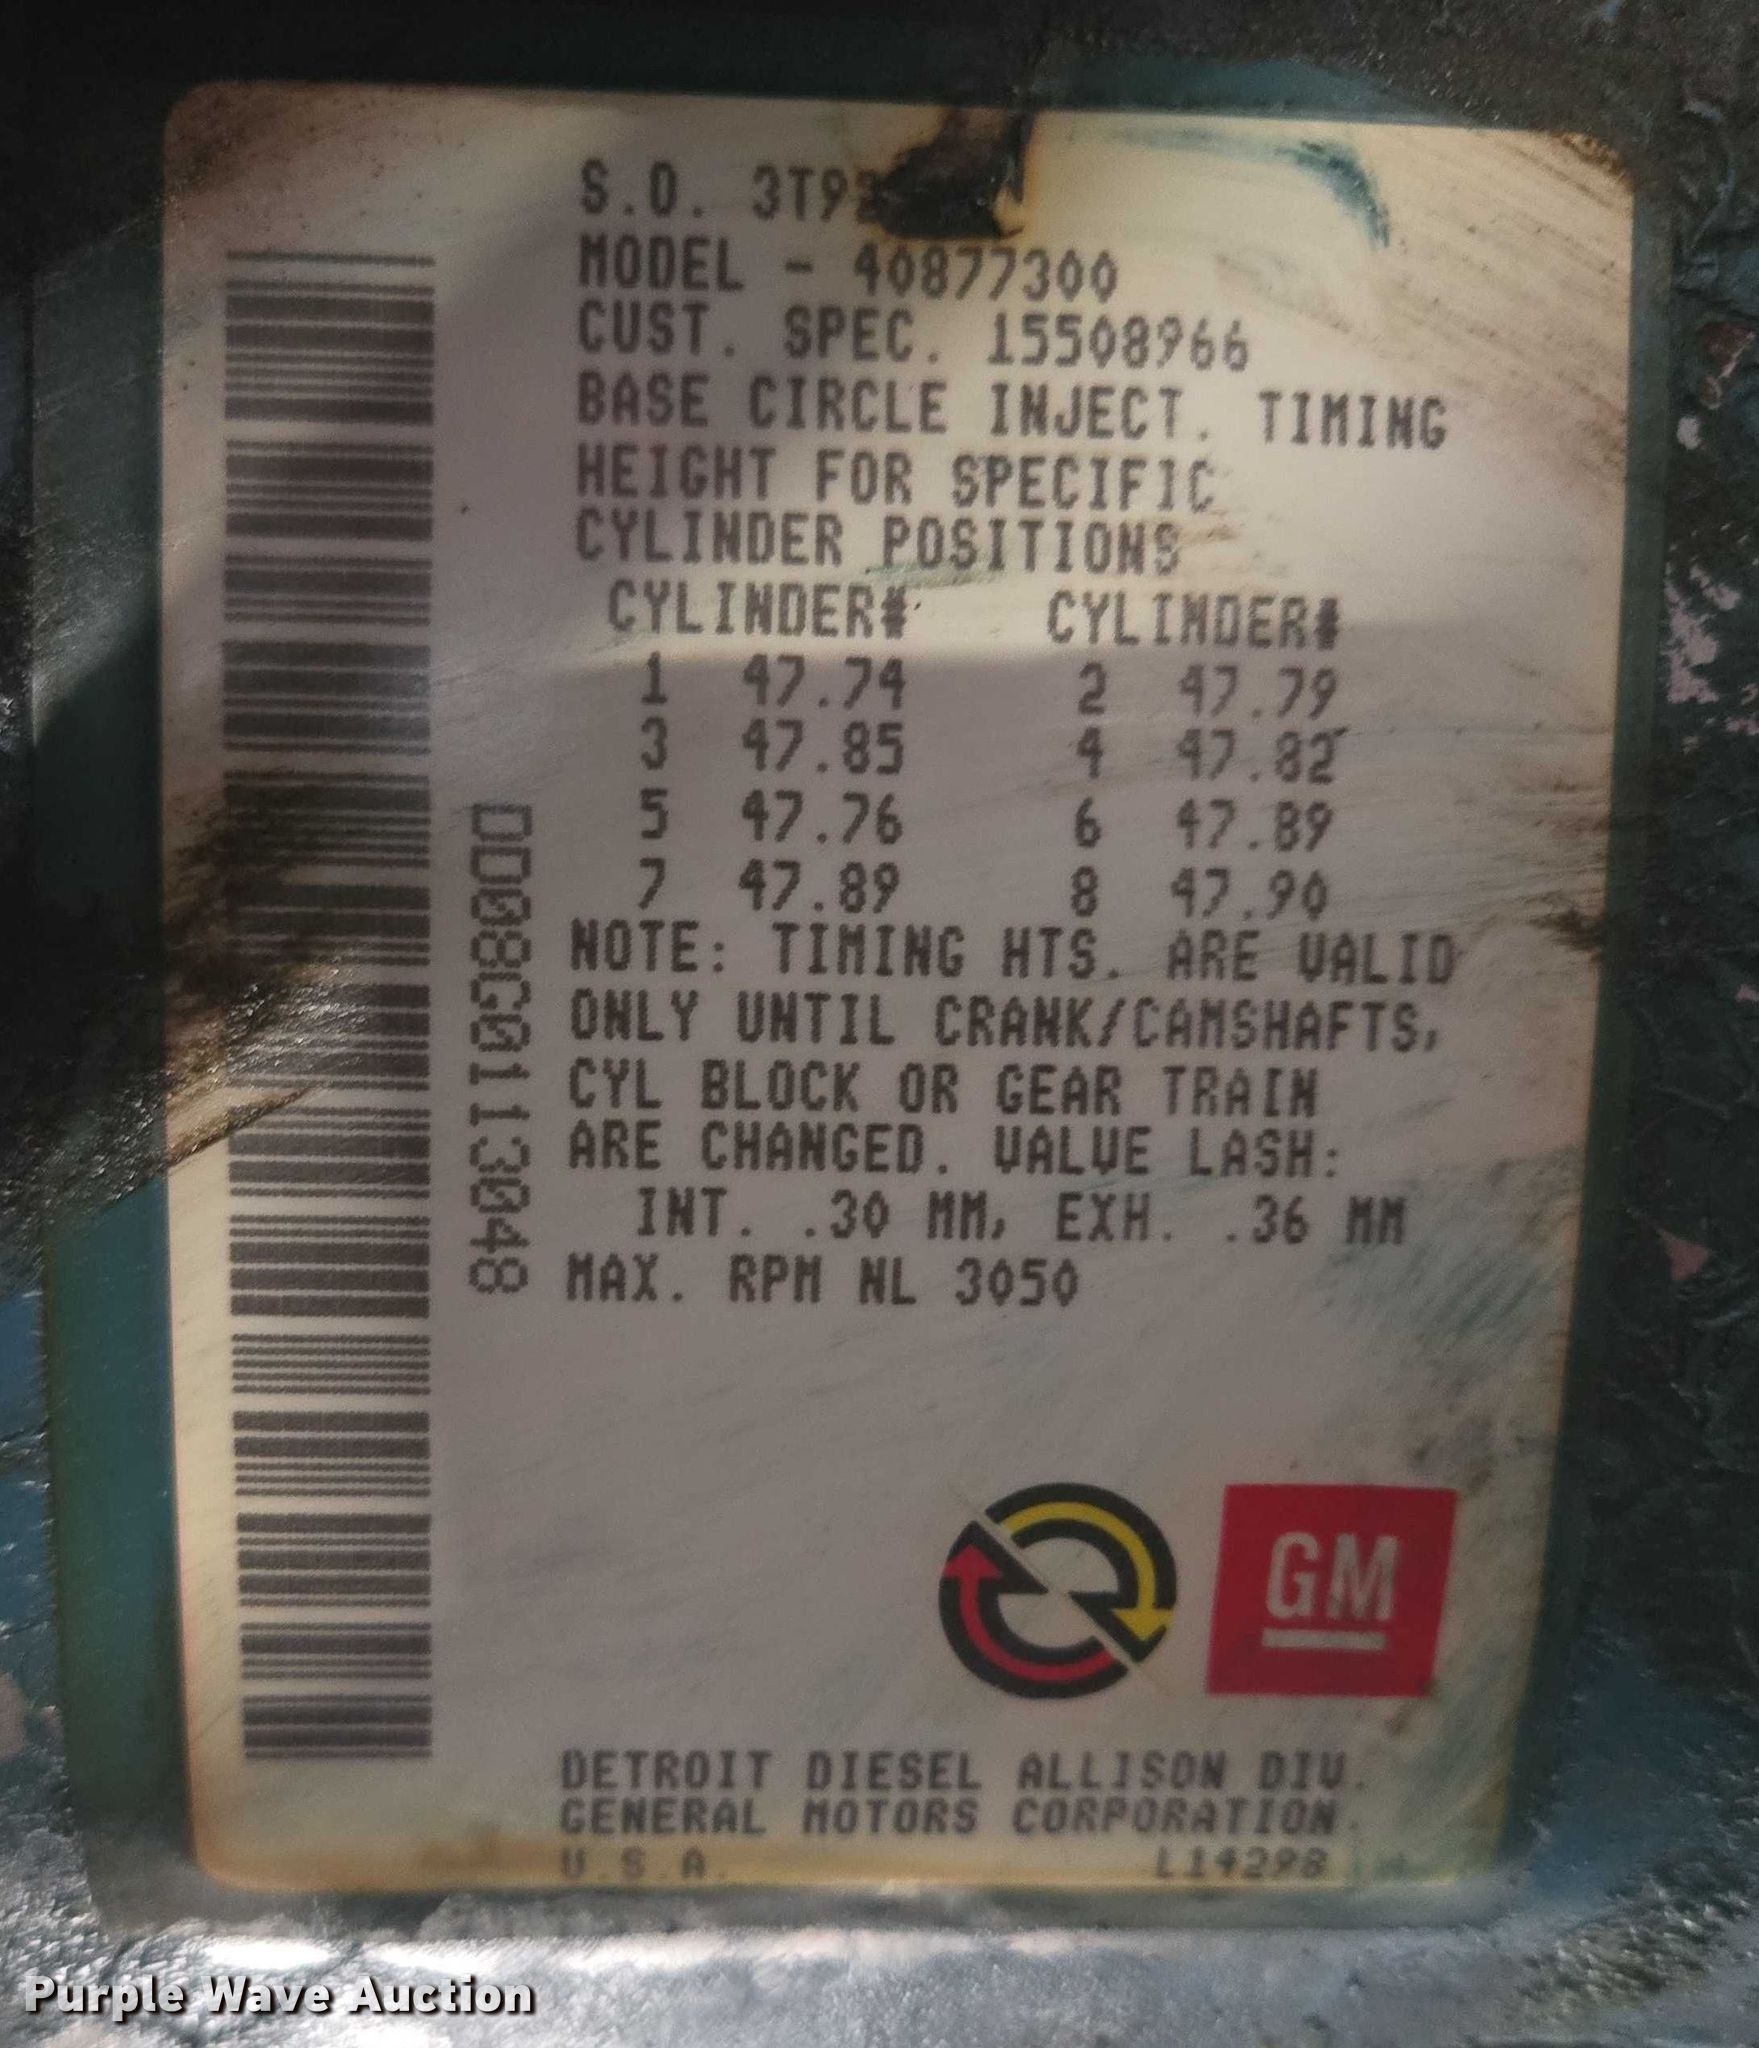 S.O.
MODEL - 40877300
CUST. SPEC. 15508966
BASE CIRCLE INJECT. TIMING
HEIGHT FOR SPECIFIC
CYLINDER POSITIONS
CYLINDER# CYLINDER#
1 47.74 2 47.79
3 47.85 4 47.82
5 47.76 6 47.89
7 47.89 8 47.90
NOTE: TIMING HTS. ARE VALID
ONLY UNTIL CRANK/CAMSHAFTS,
CYL BLOCK OR GEAR TRAIN
ARE CHANGED. VALVE LASH:
INT. .30 MM, EXH. .36 MM
MAX. RPM NL 3050
DD08G0113048
GM
DETROIT DIESEL ALLISON DIV.
GENERAL MOTORS CORPORATION.
U.S.A. L14298
Purple Wave Auction